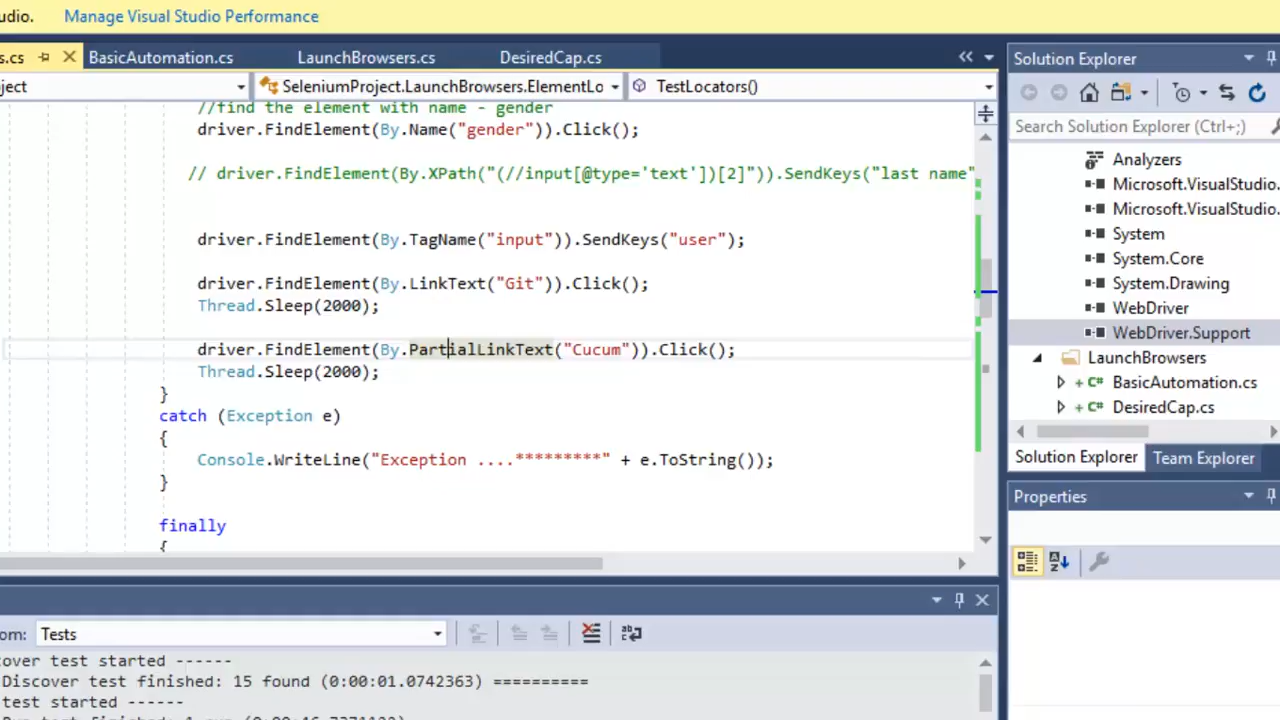 udio. Manage Visual Studio Performance
s.cs BasicAutomation.cs LaunchBrowsers.cs DesiredCap.cs
ject SeleniumProject.LaunchBrowsers.ElementLo TestLocators()
//find the element with name - gender
driver.FindElement(By.Name("gender")).Click();
// driver.FindElement(By.XPath("(//input[@type='text'])[2]")).SendKeys("last name"
driver.FindElement(By.TagName("input")).SendKeys("user");
driver.FindElement(By.LinkText("Git")).Click();
Thread.Sleep(2000);
driver.FindElement(By.PartialLinkText("Cucum")).Click();
Thread.Sleep(2000);
}
catch (Exception e)
{
Console.WriteLine("Exception ....*********" + e.ToString());
}
finally
{
om: Tests
cover test started ------
Discover test finished: 15 found (0:00:01.0742363) ==========
test started ------
Solution Explorer
Search Solution Explorer (Ctrl+;)
Analyzers
Microsoft.VisualStudio.
Microsoft.VisualStudio.
System
System.Core
System.Drawing
WebDriver
WebDriver.Support
LaunchBrowsers
+ C# BasicAutomation.cs
+ C# DesiredCap.cs
Solution Explorer Team Explorer
Properties